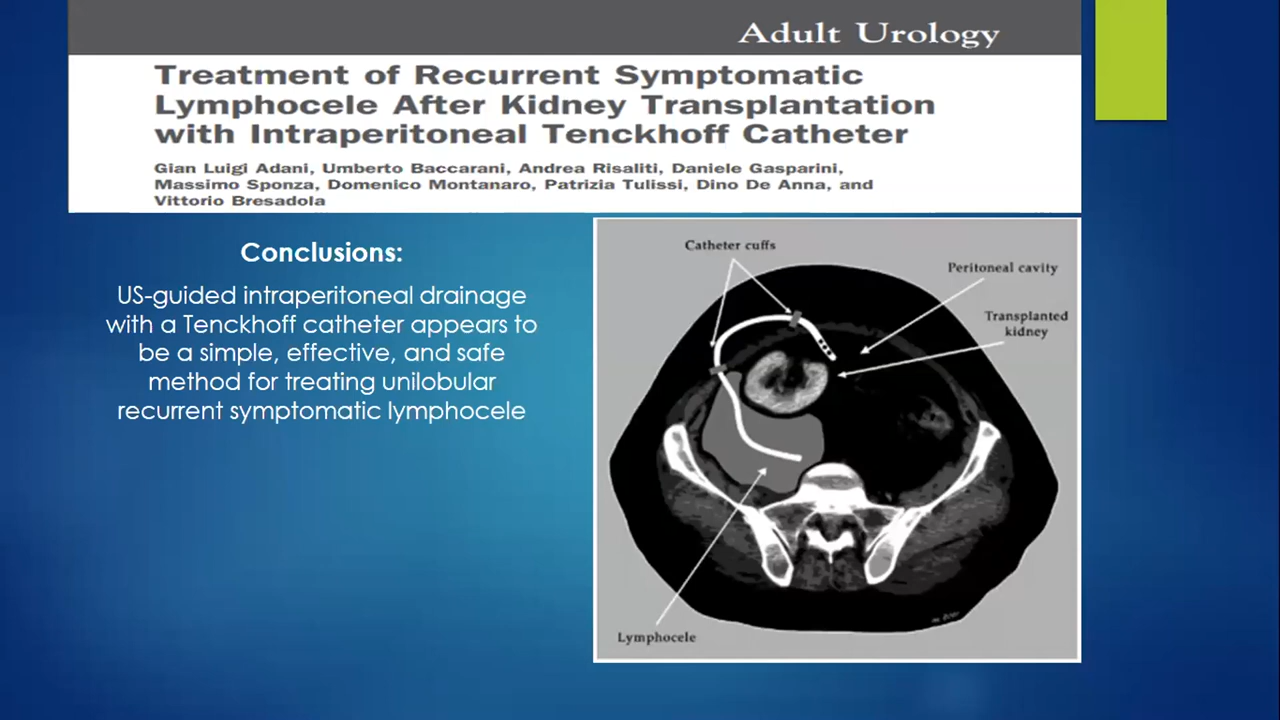 Adult Urology
Treatment of Recurrent Symptomatic
Lymphocele After Kidney Transplantation
with Intraperitoneal Tenckhoff Catheter
Gian Luigi Adani, Umberto Baccarani, Andrea Risaliti, Daniele Gasparini,
Massimo Sponza, Domenico Montanaro, Patrizia Tulissi, Dino De Anna, and
Vittorio Bresadola
Conclusions:
US-guided intraperitoneal drainage
with a Tenckhoff catheter appears to
be a simple, effective, and safe
method for treating unilobular
recurrent symptomatic lymphocele
Catheter cuffs
Peritoneal cavity
Transplanted
kidney
Lymphocele